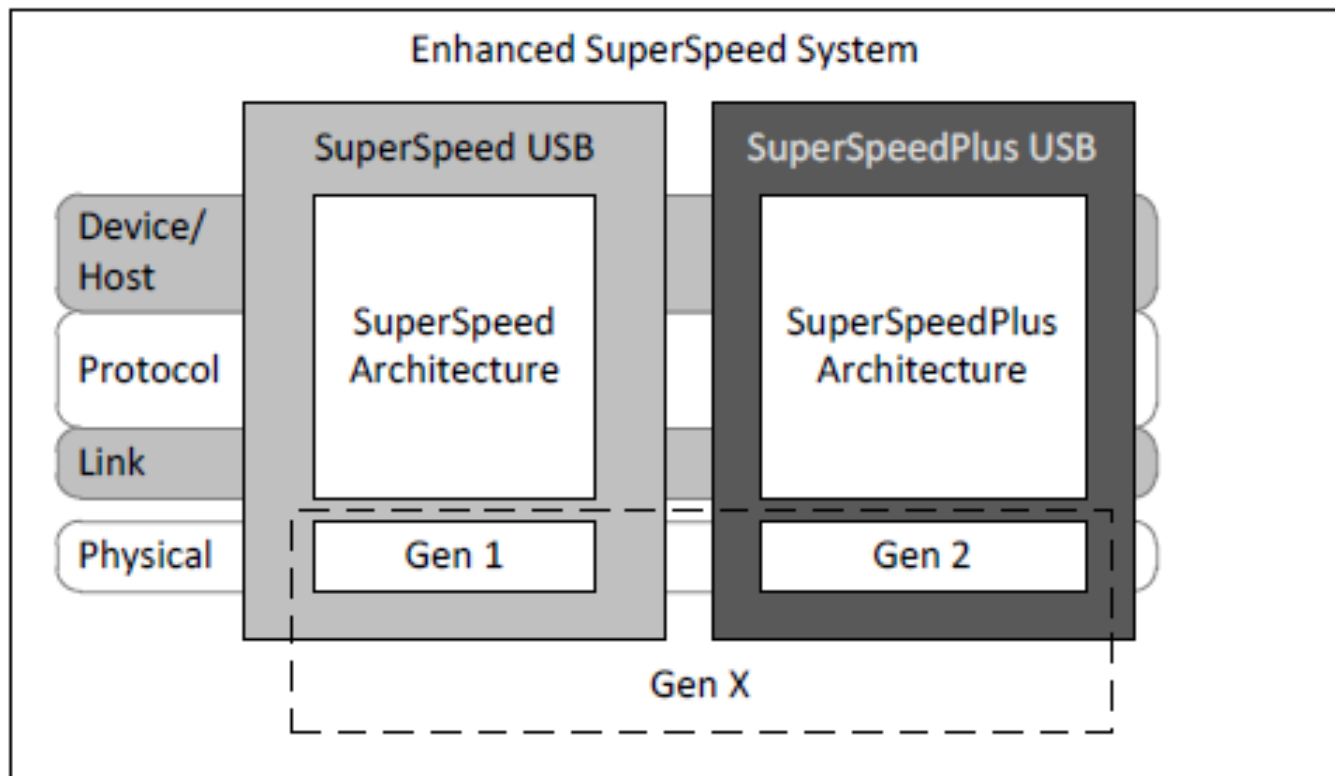 Enhanced SuperSpeed System
SuperSpeed USB
SuperSpeedPlus USB
Device/
Host
SuperSpeed
Architecture
SuperSpeedPlus
Architecture
Protocol
Link
Physical
Gen 1
Gen 2
Gen X